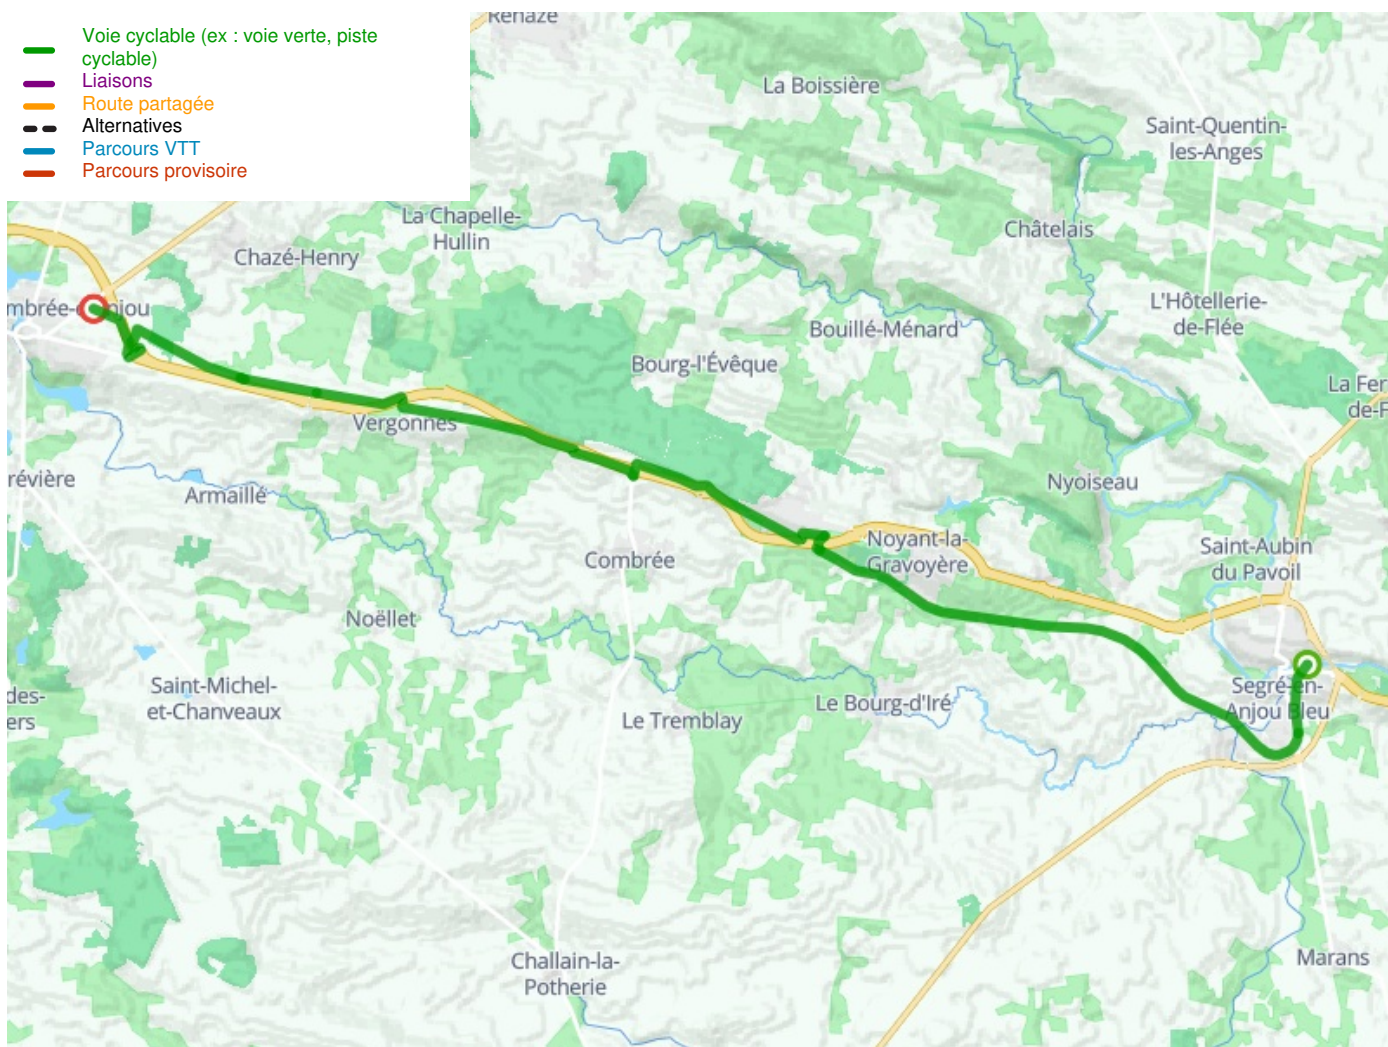 Voie cyclable (ex : voie verte, piste
cyclable)
Liaisons
Route partagée
Alternatives
Parcours VTT
Parcours provisoire
Renazé
La Boissière
Saint-Quentin-
les-Anges
La Chapelle-
Hullin
Châtelais
Chazé-Henry
L'Hôtellerie-
de-Flée
Bouillé-Ménard
Bourg-l'Évêque
La Fer
de-F
Vergonnes
révière
Armaillé
Nyoiseau
Noyant-la-
Gravoyère
Saint-Aubin
du Pavoil
Combrée
Noëllet
des-
ers
Saint-Michel-
et-Chanveaux
Le Tremblay
Le Bourg-d'Iré
Segré-en-
Anjou Bleu
Challain-la-
Potherie
Marans